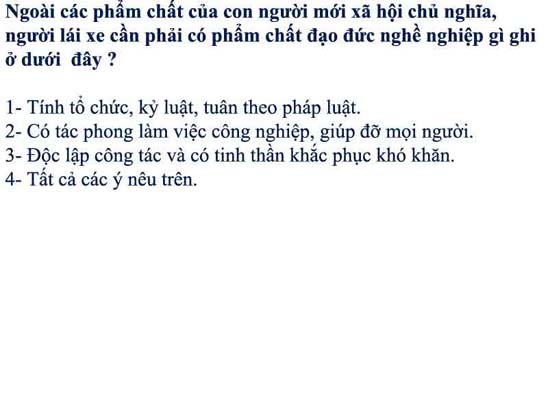 Ngoài các phẩm chất của con người mới xã hội chủ nghĩa,
người lái xe cần phải có phẩm chất đạo đức nghề nghiệp gì ghi
ở dưới đây ?
1- Tính tổ chức, kỷ luật, tuân theo pháp luật.
2- Có tác phong làm việc công nghiệp, giúp đỡ mọi người.
3- Độc lập công tác và có tinh thần khắc phục khó khăn.
4- Tất cả các ý nêu trên.